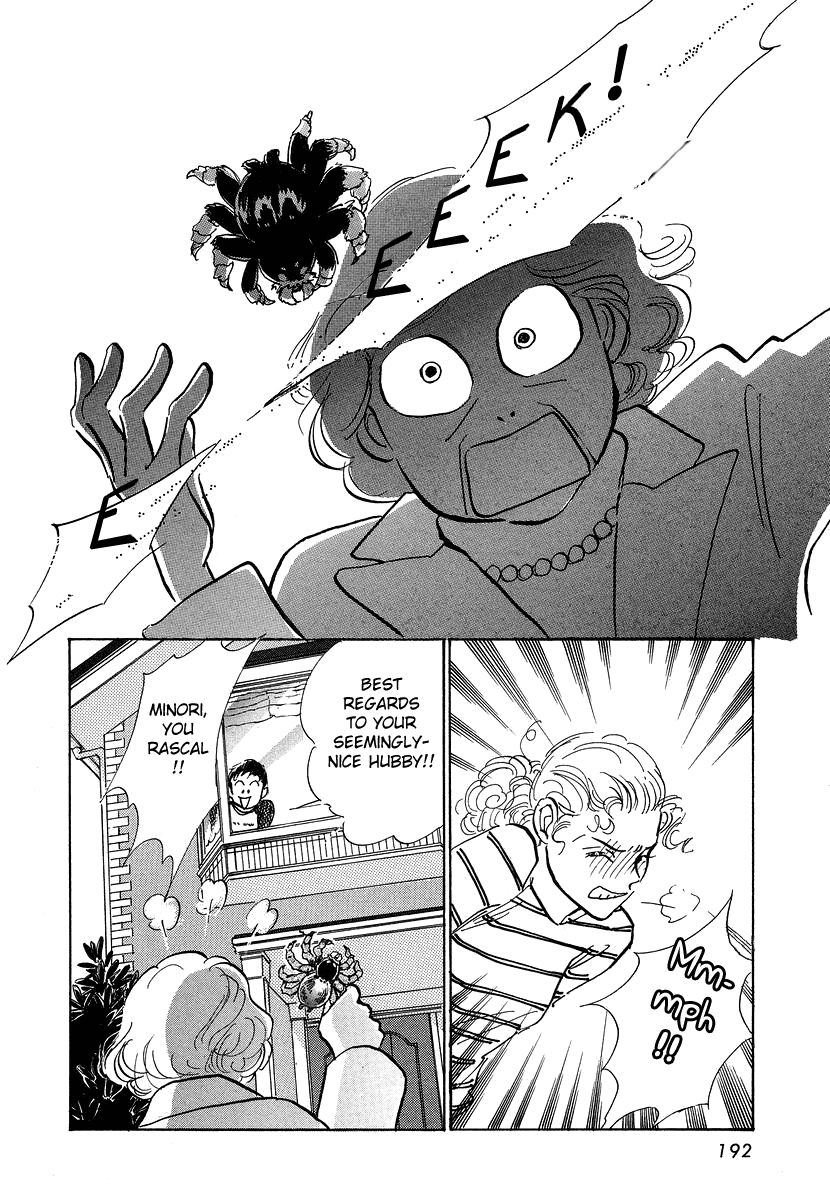 EEEEEK!
Mm-
mph
!!
BEST
REGARDS
TO YOUR
SEEMINGLY-
NICE HUBBY!!
MINORI,
YOU
RASCAL
!!
192